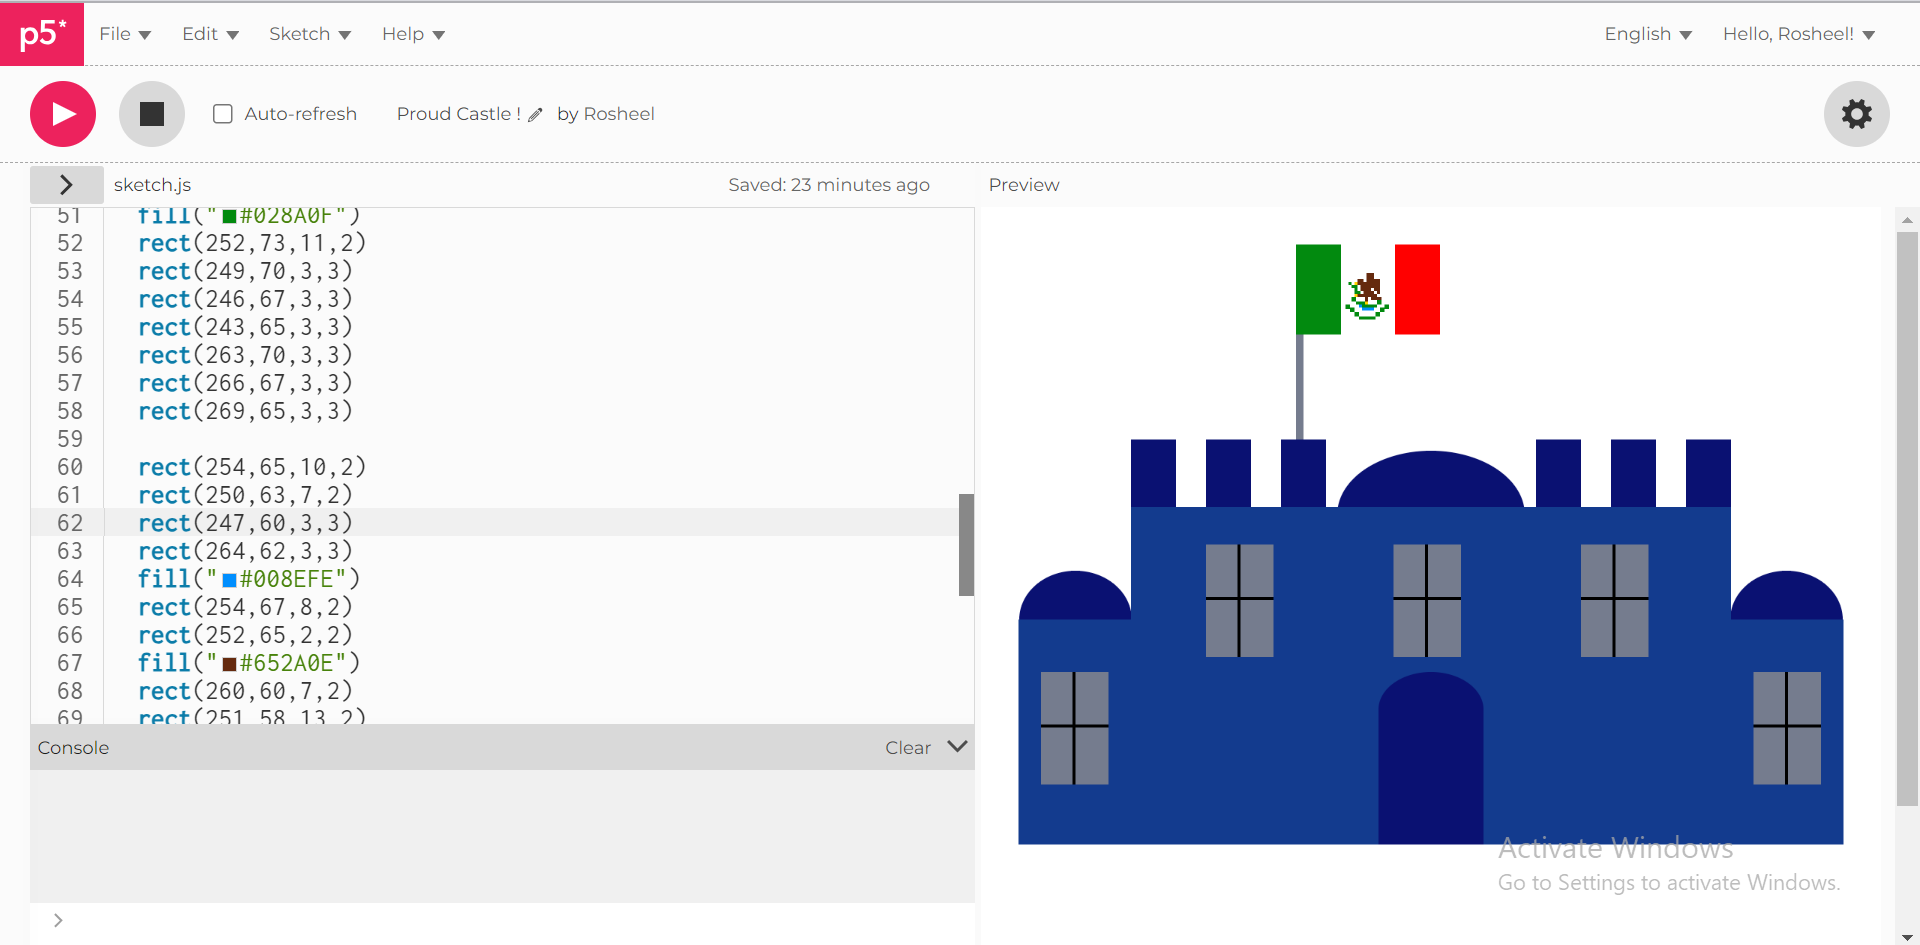 p5*
File Edit Sketch Help English Hello, Rosheel!
Auto-refresh Proud Castle ! by Rosheel
sketch.js Saved: 23 minutes ago Preview
51 fill("#028A0F")
52 rect(252,73,11,2)
53 rect(249,70,3,3)
54 rect(246,67,3,3)
55 rect(243,65,3,3)
56 rect(263,70,3,3)
57 rect(266,67,3,3)
58 rect(269,65,3,3)
59
60 rect(254,65,10,2)
61 rect(250,63,7,2)
62 rect(247,60,3,3)
63 rect(264,62,3,3)
64 fill("#008EFE")
65 rect(254,67,8,2)
66 rect(252,65,2,2)
67 fill("#652A0E")
68 rect(260,60,7,2)
69 rect(251,58,13,2)
Console Clear
>
Activate Windows
Go to Settings to activate Windows.